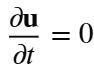 ∂𝐮/∂t = 0